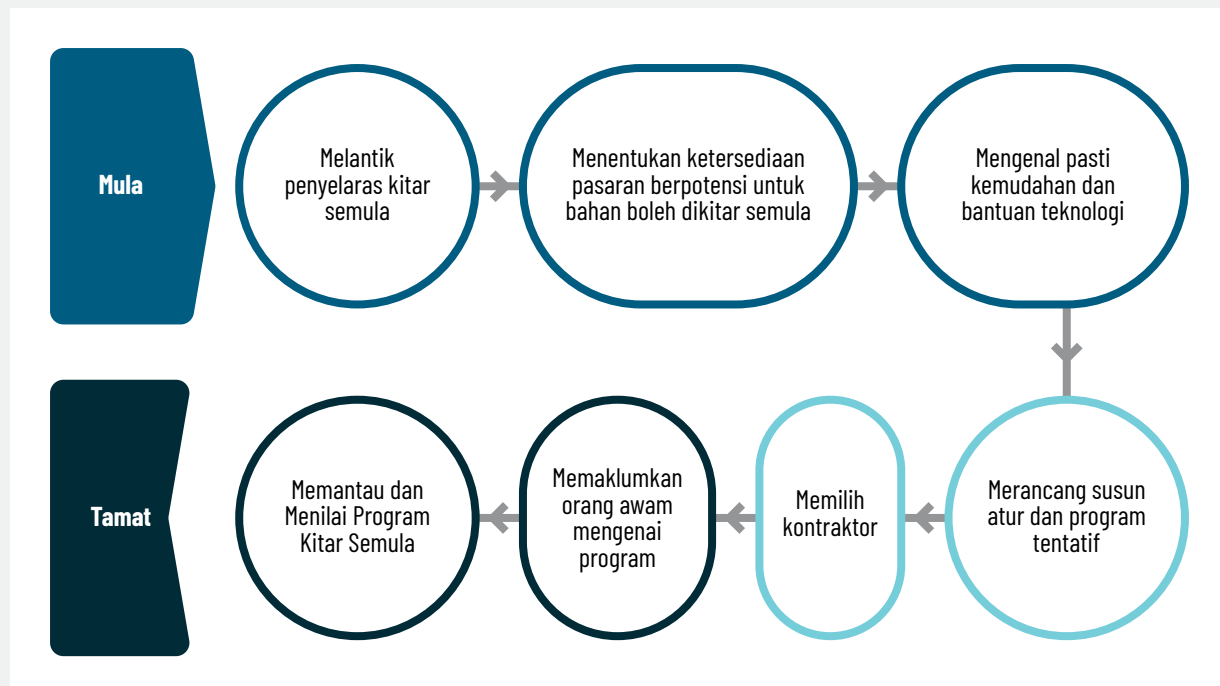 Mula
Melantik
penyelaras kitar
semula
Menentukan ketersediaan
pasaran berpotensi untuk
bahan boleh dikitar semula
Mengenal pasti
kemudahan dan
bantuan teknologi
Merancang susun
atur dan program
tentatif
Memilih
kontraktor
Memaklumkan
orang awam
mengenai
program
Memantau dan
Menilai Program
Kitar Semula
Tamat